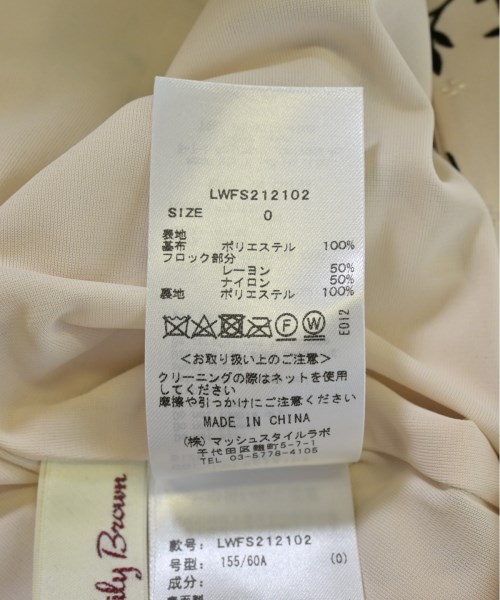 LWFS212102
SIZE 0
表地
基布 ポリエステル 100%
フロック部分
レーヨン 50%
ナイロン 50%
裏地 ポリエステル 100%
F W E012
<お取り扱い上のご注意>
クリーニングの際はネットを使用
してください
摩擦や引っかけにご注意ください
MADE IN CHINA
(株)マッシュスタイルラボ
千代田区麹町5-7-1
TEL 03-5778-4105
ily Brown
款号: LWFS212102
号型: 155/60A (0)
成分: